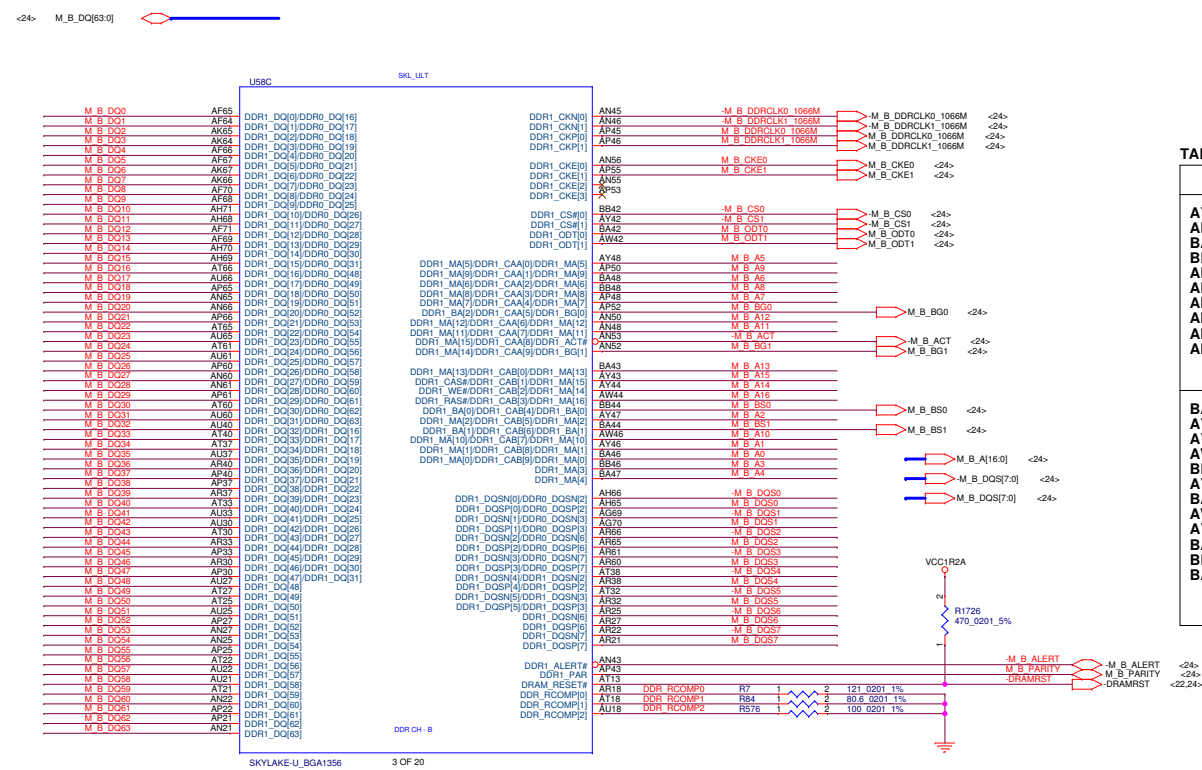 <24> M_B_DQ[63:0]
SKL_ULT
U58C
M_B_DQ0 AF65 DDR1_DQ[0]/DDR0_DQ[16]
M_B_DQ1 AF64 DDR1_DQ[1]/DDR0_DQ[17]
M_B_DQ2 AK65 DDR1_DQ[2]/DDR0_DQ[18]
M_B_DQ3 AK64 DDR1_DQ[3]/DDR0_DQ[19]
M_B_DQ4 AF66 DDR1_DQ[4]/DDR0_DQ[20]
M_B_DQ5 AF67 DDR1_DQ[5]/DDR0_DQ[21]
M_B_DQ6 AK67 DDR1_DQ[6]/DDR0_DQ[22]
M_B_DQ7 AK66 DDR1_DQ[7]/DDR0_DQ[23]
M_B_DQ8 AF70 DDR1_DQ[8]/DDR0_DQ[24]
M_B_DQ9 AF68 DDR1_DQ[9]/DDR0_DQ[25]
M_B_DQ10 AH71 DDR1_DQ[10]/DDR0_DQ[26]
M_B_DQ11 AH68 DDR1_DQ[11]/DDR0_DQ[27]
M_B_DQ12 AF71 DDR1_DQ[12]/DDR0_DQ[28]
M_B_DQ13 AF69 DDR1_DQ[13]/DDR0_DQ[29]
M_B_DQ14 AH70 DDR1_DQ[14]/DDR0_DQ[30]
M_B_DQ15 AH69 DDR1_DQ[15]/DDR0_DQ[31]
M_B_DQ16 AT66 DDR1_DQ[16]/DDR0_DQ[48]
M_B_DQ17 AU66 DDR1_DQ[17]/DDR0_DQ[49]
M_B_DQ18 AP65 DDR1_DQ[18]/DDR0_DQ[50]
M_B_DQ19 AN65 DDR1_DQ[19]/DDR0_DQ[51]
M_B_DQ20 AN66 DDR1_DQ[20]/DDR0_DQ[52]
M_B_DQ21 AP66 DDR1_DQ[21]/DDR0_DQ[53]
M_B_DQ22 AT65 DDR1_DQ[22]/DDR0_DQ[54]
M_B_DQ23 AU65 DDR1_DQ[23]/DDR0_DQ[55]
M_B_DQ24 AT61 DDR1_DQ[24]/DDR0_DQ[56]
M_B_DQ25 AU61 DDR1_DQ[25]/DDR0_DQ[57]
M_B_DQ26 AP60 DDR1_DQ[26]/DDR0_DQ[58]
M_B_DQ27 AN60 DDR1_DQ[27]/DDR0_DQ[59]
M_B_DQ28 AN61 DDR1_DQ[28]/DDR0_DQ[60]
M_B_DQ29 AP61 DDR1_DQ[29]/DDR0_DQ[61]
M_B_DQ30 AT60 DDR1_DQ[30]/DDR0_DQ[62]
M_B_DQ31 AU60 DDR1_DQ[31]/DDR0_DQ[63]
M_B_DQ32 AU40 DDR1_DQ[32]/DDR0_DQ[16]
M_B_DQ33 AT40 DDR1_DQ[33]/DDR0_DQ[17]
M_B_DQ34 AT37 DDR1_DQ[34]/DDR0_DQ[18]
M_B_DQ35 AU37 DDR1_DQ[35]/DDR0_DQ[19]
M_B_DQ36 AR40 DDR1_DQ[36]/DDR0_DQ[20]
M_B_DQ37 AP40 DDR1_DQ[37]/DDR0_DQ[21]
M_B_DQ38 AP37 DDR1_DQ[38]/DDR0_DQ[22]
M_B_DQ39 AR37 DDR1_DQ[39]/DDR0_DQ[23]
M_B_DQ40 AT33 DDR1_DQ[40]/DDR0_DQ[24]
M_B_DQ41 AU33 DDR1_DQ[41]/DDR0_DQ[25]
M_B_DQ42 AU30 DDR1_DQ[42]/DDR0_DQ[26]
M_B_DQ43 AT30 DDR1_DQ[43]/DDR0_DQ[27]
M_B_DQ44 AR33 DDR1_DQ[44]/DDR0_DQ[28]
M_B_DQ45 AP33 DDR1_DQ[45]/DDR0_DQ[29]
M_B_DQ46 AR30 DDR1_DQ[46]/DDR0_DQ[30]
M_B_DQ47 AP30 DDR1_DQ[47]/DDR1_DQ[31]
M_B_DQ48 AU27 DDR1_DQ[48]
M_B_DQ49 AT27 DDR1_DQ[49]
M_B_DQ50 AT25 DDR1_DQ[50]
M_B_DQ51 AU25 DDR1_DQ[51]
M_B_DQ52 AP27 DDR1_DQ[52]
M_B_DQ53 AN27 DDR1_DQ[53]
M_B_DQ54 AN25 DDR1_DQ[54]
M_B_DQ55 AP25 DDR1_DQ[55]
M_B_DQ56 AT22 DDR1_DQ[56]
M_B_DQ57 AU22 DDR1_DQ[57]
M_B_DQ58 AU21 DDR1_DQ[58]
M_B_DQ59 AT21 DDR1_DQ[59]
M_B_DQ60 AN22 DDR1_DQ[60]
M_B_DQ61 AP22 DDR1_DQ[61]
M_B_DQ62 AP21 DDR1_DQ[62]
M_B_DQ63 AN21 DDR1_DQ[63]
DDR1_CKN[0] AN45 -M_B_DDRCLK0_1066M -M_B_DDRCLK0_1066M <24>
DDR1_CKN[1] AN46 -M_B_DDRCLK1_1066M -M_B_DDRCLK1_1066M <24>
DDR1_CKP[0] AP45 M_B_DDRCLK0_1066M M_B_DDRCLK0_1066M <24>
DDR1_CKP[1] AP46 M_B_DDRCLK1_1066M M_B_DDRCLK1_1066M <24>
DDR1_CKE[0] AN56 M_B_CKE0 M_B_CKE0 <24>
DDR1_CKE[1] AP55 M_B_CKE1 M_B_CKE1 <24>
DDR1_CKE[2] AN55
DDR1_CKE[3] AP53
DDR1_CS#[0] BB42 -M_B_CS0 -M_B_CS0 <24>
DDR1_CS#[1] AY42 -M_B_CS1 -M_B_CS1 <24>
DDR1_ODT[0] BA42 M_B_ODT0 M_B_ODT0 <24>
DDR1_ODT[1] AW42 M_B_ODT1 M_B_ODT1 <24>
DDR1_MA[5]/DDR1_CAA[0]/DDR1_MA[5] AY48 M_B_A5
DDR1_MA[9]/DDR1_CAA[1]/DDR1_MA[9] AP50 M_B_A9
DDR1_MA[6]/DDR1_CAA[2]/DDR1_MA[6] BA48 M_B_A6
DDR1_MA[8]/DDR1_CAA[3]/DDR1_MA[8] BB48 M_B_A8
DDR1_MA[7]/DDR1_CAA[4]/DDR1_MA[7] AP48 M_B_A7
DDR1_BA[2]/DDR1_CAA[5]/DDR1_BG[0] AP52 M_B_BG0 M_B_BG0 <24>
DDR1_MA[12]/DDR1_CAA[6]/DDR1_MA[12] AN50 M_B_A12
DDR1_MA[11]/DDR1_CAA[7]/DDR1_MA[11] AN48 M_B_A11
DDR1_MA[15]/DDR1_CAA[8]/DDR1_ACT# AN53 -M_B_ACT -M_B_ACT <24>
DDR1_MA[14]/DDR1_CAA[9]/DDR1_BG[1] AN52 M_B_BG1 M_B_BG1 <24>
DDR1_MA[13]/DDR1_CAB[0]/DDR1_MA[13] BA43 M_B_A13
DDR1_CAS#/DDR1_CAB[1]/DDR1_MA[15] AY43 M_B_A15
DDR1_WE#/DDR1_CAB[2]/DDR1_MA[14] AY44 M_B_A14
DDR1_RAS#/DDR1_CAB[3]/DDR1_MA[16] AW44 M_B_A16
DDR1_BA[0]/DDR1_CAB[4]/DDR1_BA[0] BB44 M_B_BS0 M_B_BS0 <24>
DDR1_MA[2]/DDR1_CAB[5]/DDR1_MA[2] AY47 M_B_A2
DDR1_BA[1]/DDR1_CAB[6]/DDR1_BA[1] BA44 M_B_BS1 M_B_BS1 <24>
DDR1_MA[10]/DDR1_CAB[7]/DDR1_MA[10] AW46 M_B_A10
DDR1_MA[1]/DDR1_CAB[8]/DDR1_MA[1] AY46 M_B_A1
DDR1_MA[0]/DDR1_CAB[9]/DDR1_MA[0] BA46 M_B_A0
DDR1_MA[3] BB46 M_B_A3
DDR1_MA[4] BA47 M_B_A4
M_B_A[16:0] <24>
-M_B_DQS[7:0] <24>
M_B_DQS[7:0] <24>
DDR1_DQSN[0]/DDR0_DQSN[2] AH66 -M_B_DQS0
DDR1_DQSP[0]/DDR0_DQSP[2] AH65 M_B_DQS0
DDR1_DQSN[1]/DDR0_DQSN[3] AG69 -M_B_DQS1
DDR1_DQSP[1]/DDR0_DQSP[3] AG70 M_B_DQS1
DDR1_DQSN[2]/DDR0_DQSN[6] AR66 -M_B_DQS2
DDR1_DQSP[2]/DDR0_DQSP[6] AR65 M_B_DQS2
DDR1_DQSN[3]/DDR0_DQSN[7] AR61 -M_B_DQS3
DDR1_DQSP[3]/DDR0_DQSP[7] AR60 M_B_DQS3
DDR1_DQSN[4]/DDR1_DQSN[2] AT38 -M_B_DQS4
DDR1_DQSP[4]/DDR1_DQSP[2] AR38 M_B_DQS4
DDR1_DQSN[5]/DDR1_DQSN[3] AT32 -M_B_DQS5
DDR1_DQSP[5]/DDR1_DQSP[3] AR32 M_B_DQS5
DDR1_DQSN[6] AR25 -M_B_DQS6
DDR1_DQSP[6] AR27 M_B_DQS6
DDR1_DQSN[7] AR22 -M_B_DQS7
DDR1_DQSP[7] AR21 M_B_DQS7
VCC1R2A
2
R1726
470_0201_5%
1
DDR1_ALERT# AN43 -M_B_ALERT -M_B_ALERT <24>
DDR1_PAR AP43 M_B_PARITY M_B_PARITY <24>
DRAM_RESET# AT13 -DRAMRST -DRAMRST <22,24>
DDR_RCOMP[0] AR18 DDR_RCOMP0 R7 1 2 121_0201_1%
DDR_RCOMP[1] AT18 DDR_RCOMP1 R84 1 2 80.6_0201_1%
DDR_RCOMP[2] AU18 DDR_RCOMP2 R576 1 2 100_0201_1%
DDR CH - B
SKYLAKE-U_BGA1356
3 OF 20